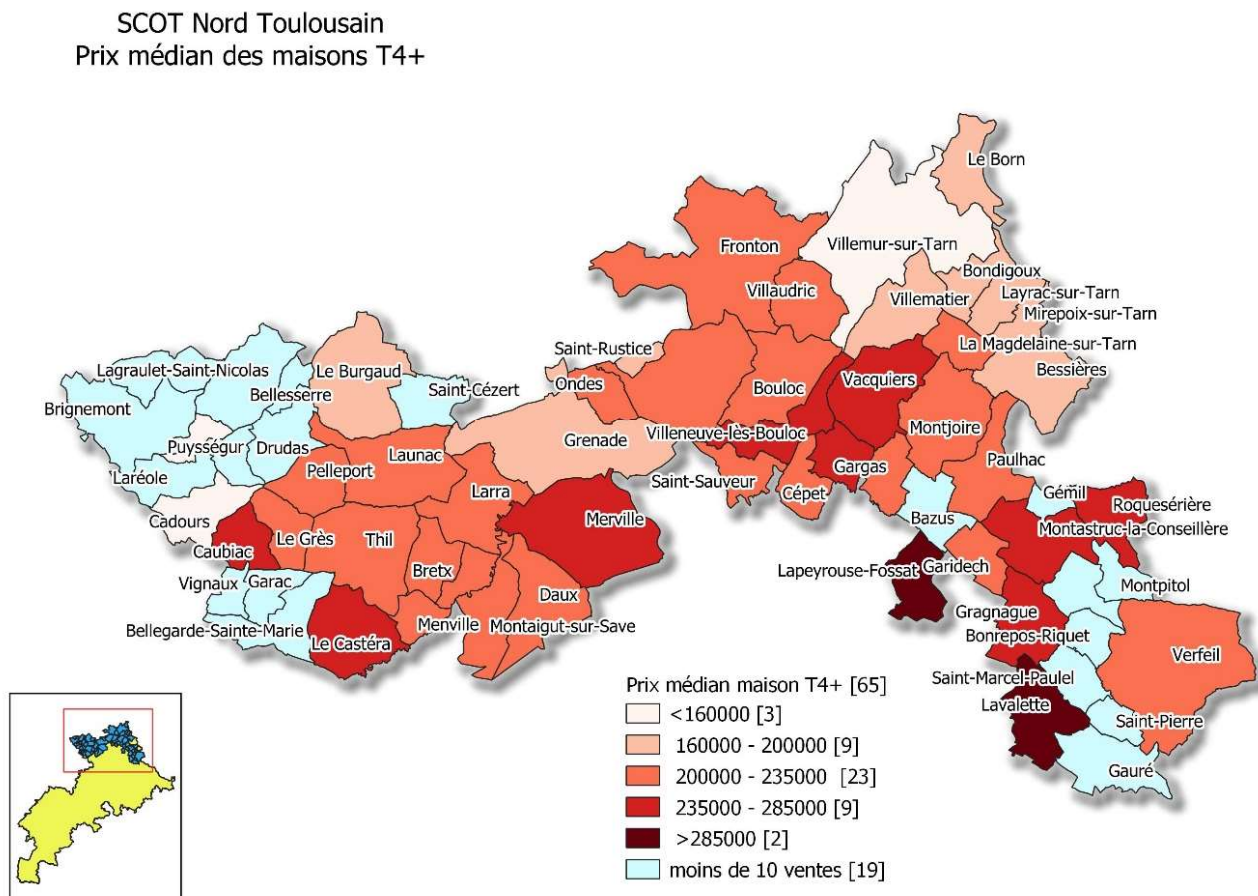 SCOT Nord Toulousain
Prix médian des maisons T4+
Le Born
Fronton
Villemur-sur-Tarn
Bondigoux
Villaudric
Villematier
Layrac-sur-Tarn
Mirepoix-sur-Tarn
La Magdelaine-sur-Tarn
Saint-Rustice
Bessières
Lagraulet-Saint-Nicolas
Le Burgaud
Ondes
Bouloc
Vacquiers
Bellesserre
Saint-Cézert
Brignemont
Puysségur
Drudas
Grenade
Villeneuve-lès-Bouloc
Montjoire
Launac
Laréole
Pelleport
Gargas
Paulhac
Saint-Sauveur
Larra
Cépet
Gémil
Roquesérière
Cadours
Merville
Bazus
Montastruc-la-Conseillère
Le Grès
Thil
Caubiac
Bretx
Lapeyrouse-Fossat
Garidech
Vignaux
Garac
Montpitol
Daux
Gragnague
Bellegarde-Sainte-Marie
Menville
Montaigut-sur-Save
Bonrepos-Riquet
Le Castéra
Verfeil
Saint-Marcel-Paulel
Lavalette
Saint-Pierre
Gauré
Prix médian maison T4+ [65]
<160000 [3]
160000 - 200000 [9]
200000 - 235000 [23]
235000 - 285000 [9]
>285000 [2]
moins de 10 ventes [19]